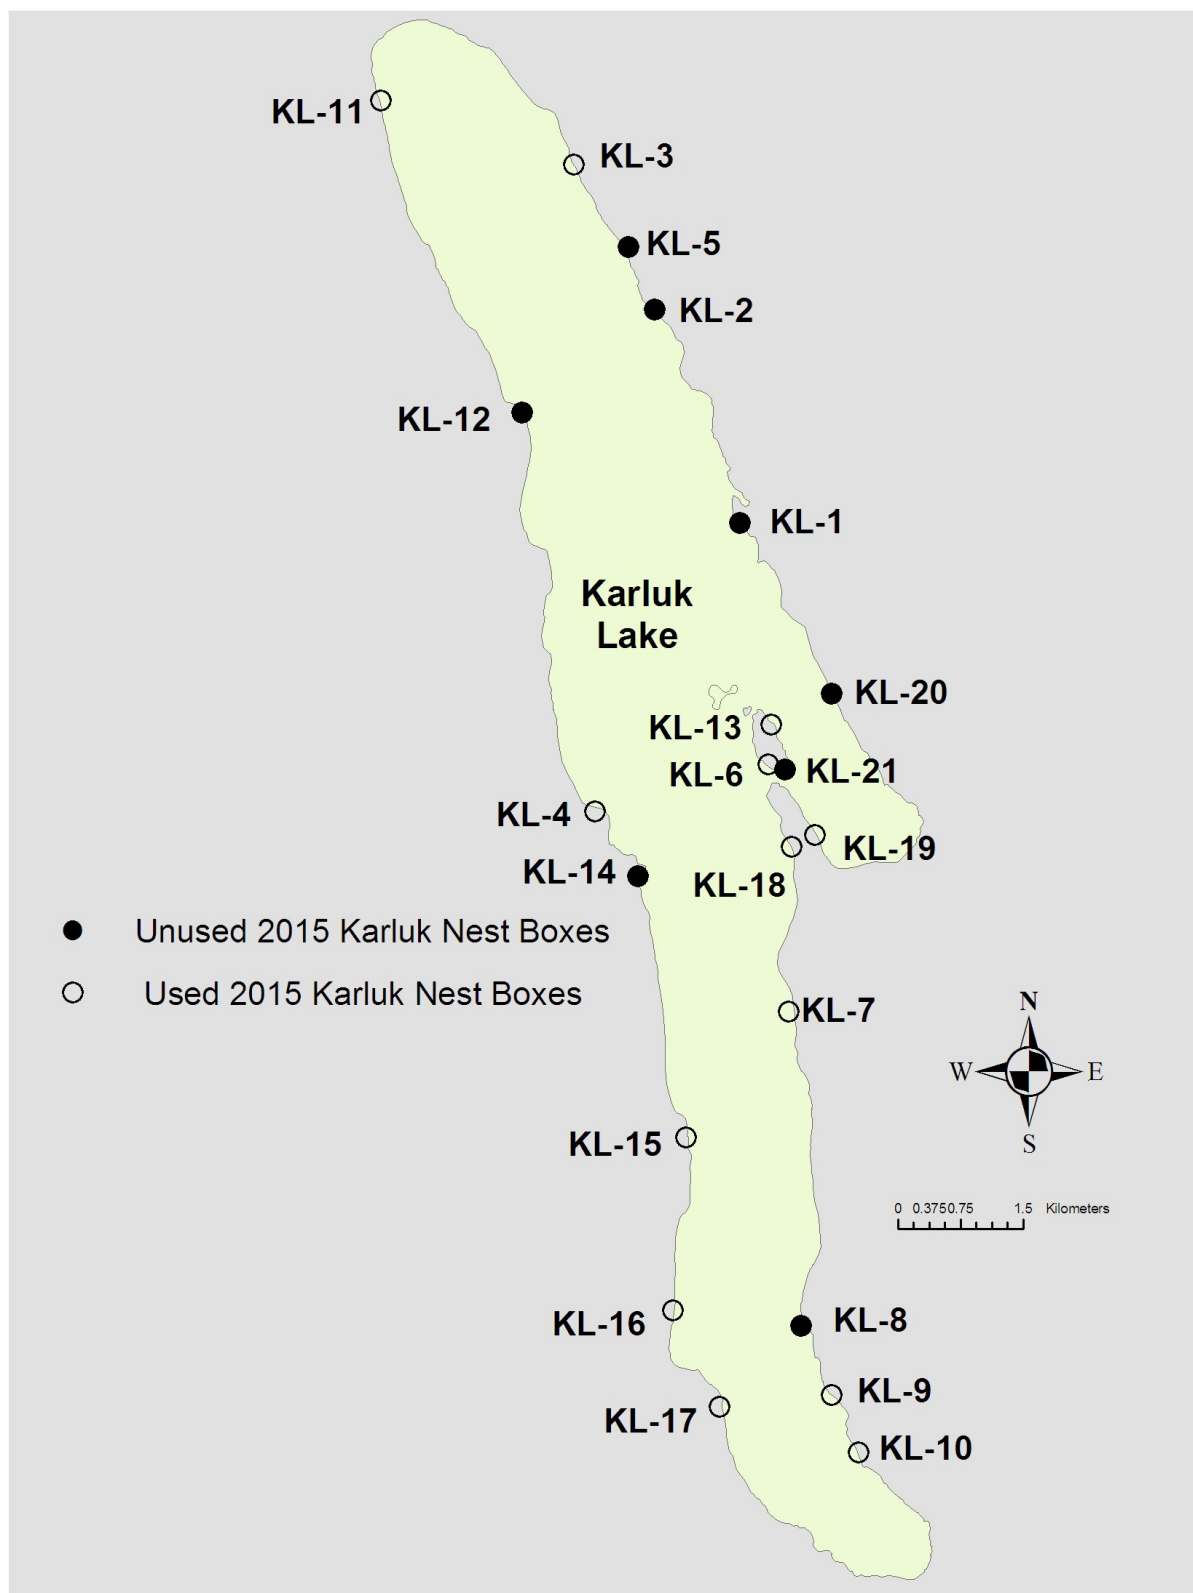 KL-11
KL-3
KL-5
KL-2
KL-12
KL-1
Karluk
Lake
KL-20
KL-13
KL-6
KL-21
KL-4
KL-19
KL-14
KL-18
Unused 2015 Karluk Nest Boxes
Used 2015 Karluk Nest Boxes
KL-7
N
W
E
S
KL-15
0 0.375 0.75 1.5 Kilometers
KL-16
KL-8
KL-9
KL-17
KL-10